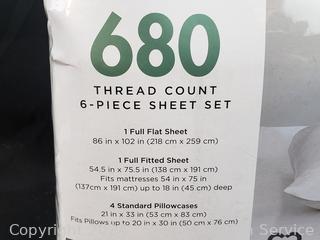 680
THREAD COUNT
6-PIECE SHEET SET
1 Full Flat Sheet
86 in x 102 in (218 cm x 259 cm)
1 Full Fitted Sheet
54.5 in x 75.5 in (138 cm x 191 cm)
Fits mattresses 54 in x 75 in
(137cm x 191 cm) up to 18 in (45 cm) deep
4 Standard Pillowcases
21 in x 33 in (53 cm x 83 cm)
Fits Pillows up to 20 in x 30 in (50 cm x 76 cm)